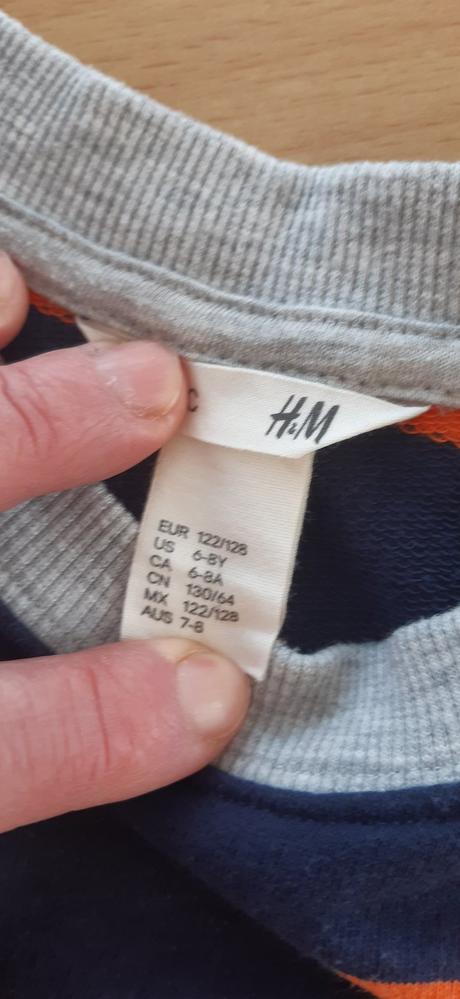 C
H&M
EUR 122/128
US 6-8Y
CA 6-8A
CN 130/64
MX 122/128
AUS 7-8